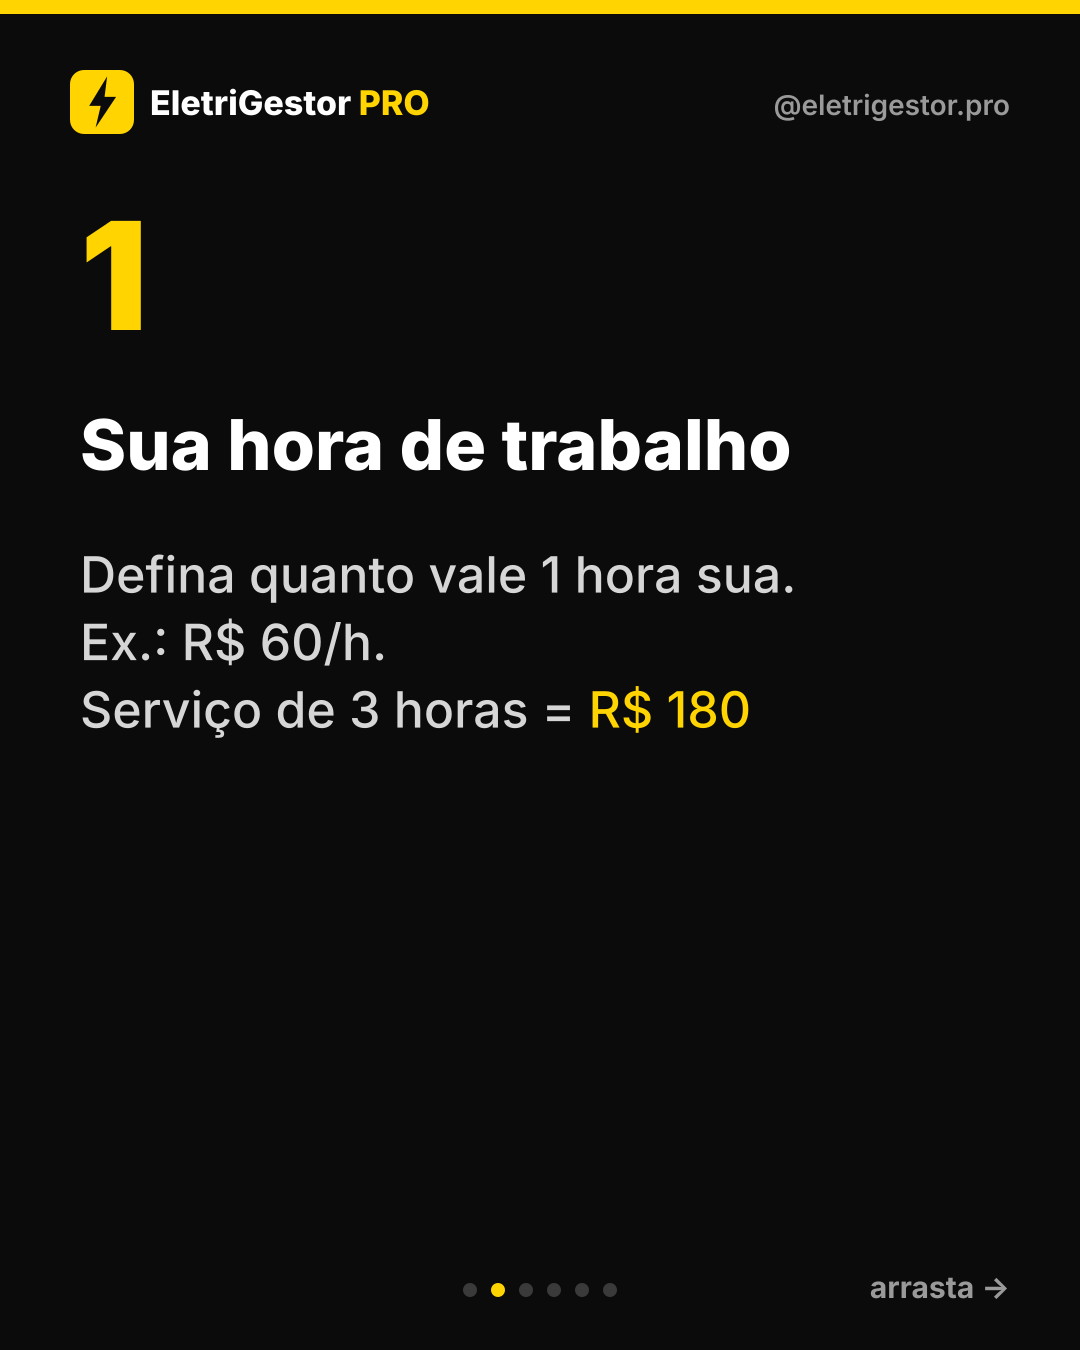 EletriGestor PRO
@eletrigestor.pro
1
Sua hora de trabalho
Defina quanto vale 1 hora sua.
Ex.: R$ 60/h.
Serviço de 3 horas = R$ 180
arrasta →